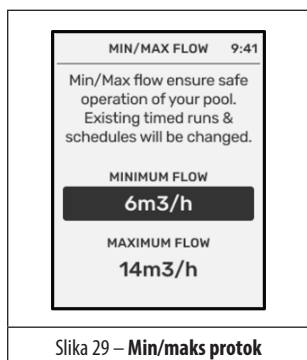 MIN/MAX FLOW 9:41
Min/Max flow ensure safe
operation of your pool.
Existing timed runs &
schedules will be changed.
MINIMUM FLOW
6m3/h
MAXIMUM FLOW
14m3/h
Slika 29 – Min/maks protok